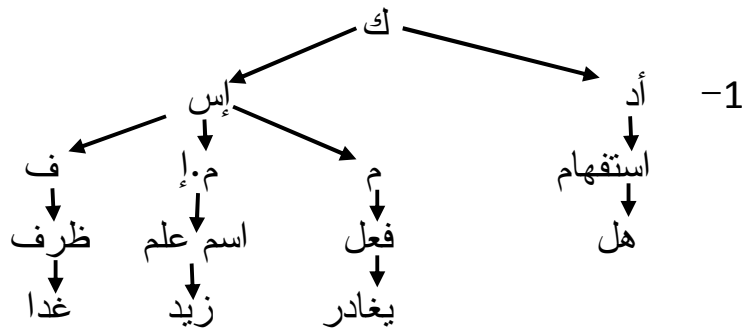 ك
1- أد إس
استفهام م م.إ ف
هل فعل اسم علم ظرف
يغادر زيد غدا